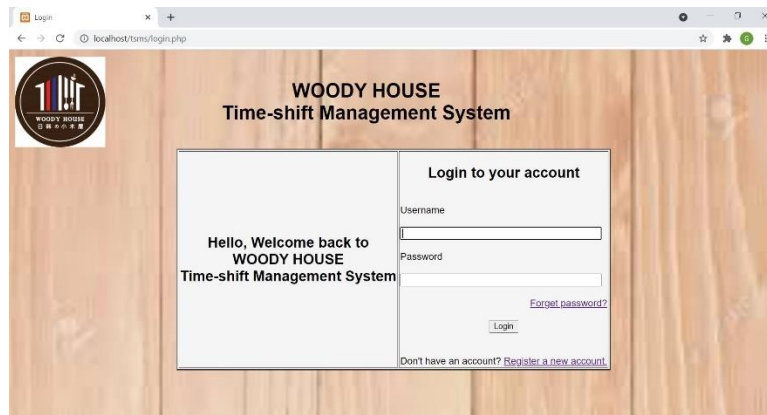 Login
localhost/tsms/login.php
G
WOODY HOUSE
WOODY HOUSE
Time-shift Management System
Login to your account
Username
Hello, Welcome back to
WOODY HOUSE
Time-shift Management System
Password
Forget password?
Login
Don't have an account? Register a new account.